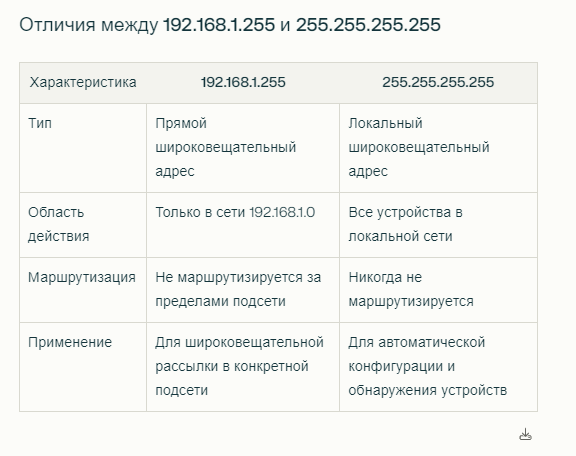 Отличия между 192.168.1.255 и 255.255.255.255
Характеристика 192.168.1.255 255.255.255.255
Тип
Прямой
широковещательный
адрес
Локальный
широковещательный
адрес
Область
действия
Только в сети 192.168.1.0
Все устройства в
локальной сети
Маршрутизация
Не маршрутизируется за
пределами подсети
Никогда не
маршрутизируется
Применение
Для широковещательной
рассылки в конкретной
подсети
Для автоматической
конфигурации и
обнаружения устройств